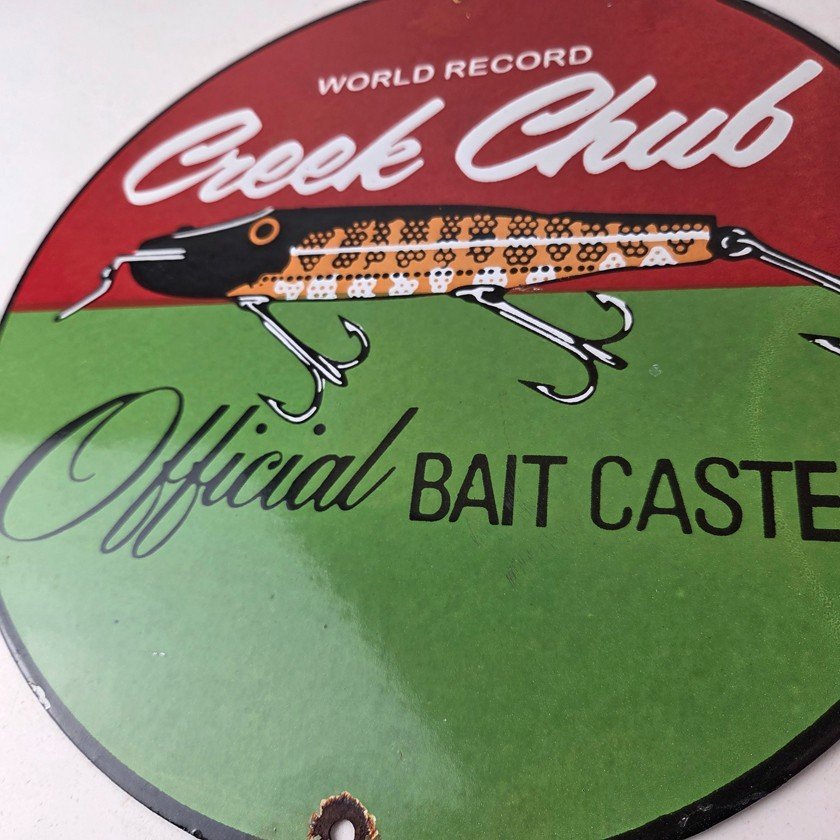 WORLD RECORD
Creek Chub
Official BAIT CASTE